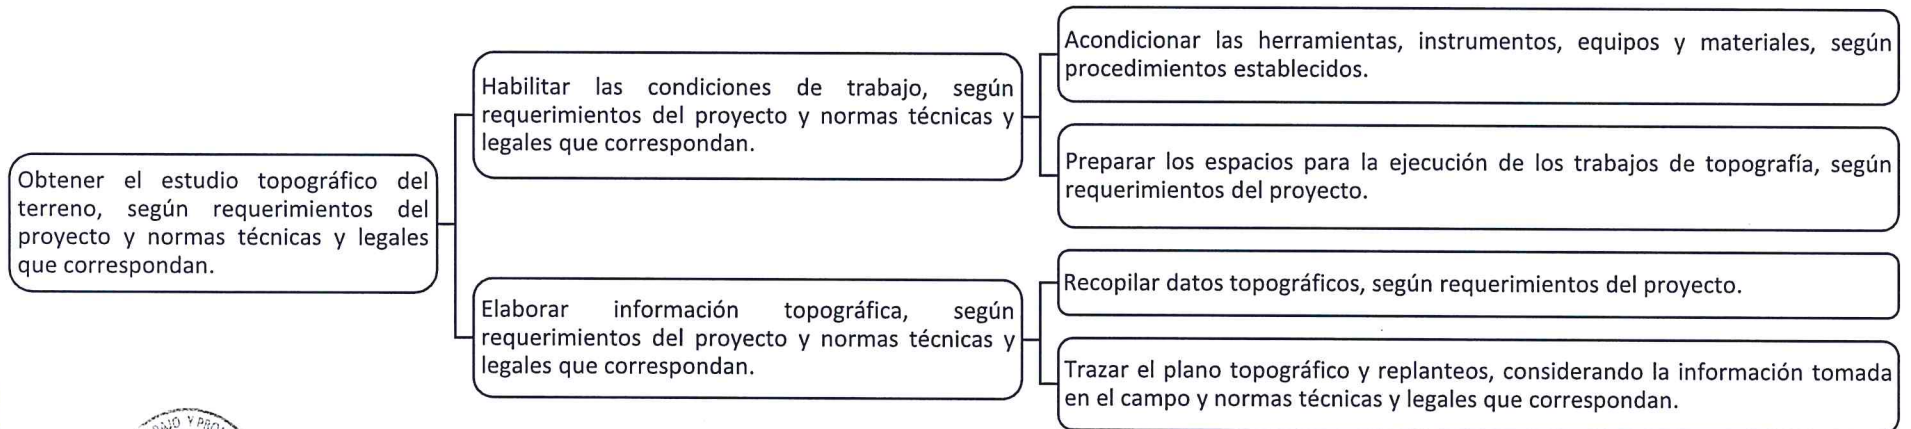 Obtener el estudio topográfico del
terreno, según requerimientos del
proyecto y normas técnicas y legales
que correspondan.
Habilitar las condiciones de trabajo, según
requerimientos del proyecto y normas técnicas y
legales que correspondan.
Acondicionar las herramientas, instrumentos, equipos y materiales, según
procedimientos establecidos.
Preparar los espacios para la ejecución de los trabajos de topografía, según
requerimientos del proyecto.
Elaborar información topográfica, según
requerimientos del proyecto y normas técnicas y
legales que correspondan.
Recopilar datos topográficos, según requerimientos del proyecto.
Trazar el plano topográfico y replanteos, considerando la información tomada
en el campo y normas técnicas y legales que correspondan.